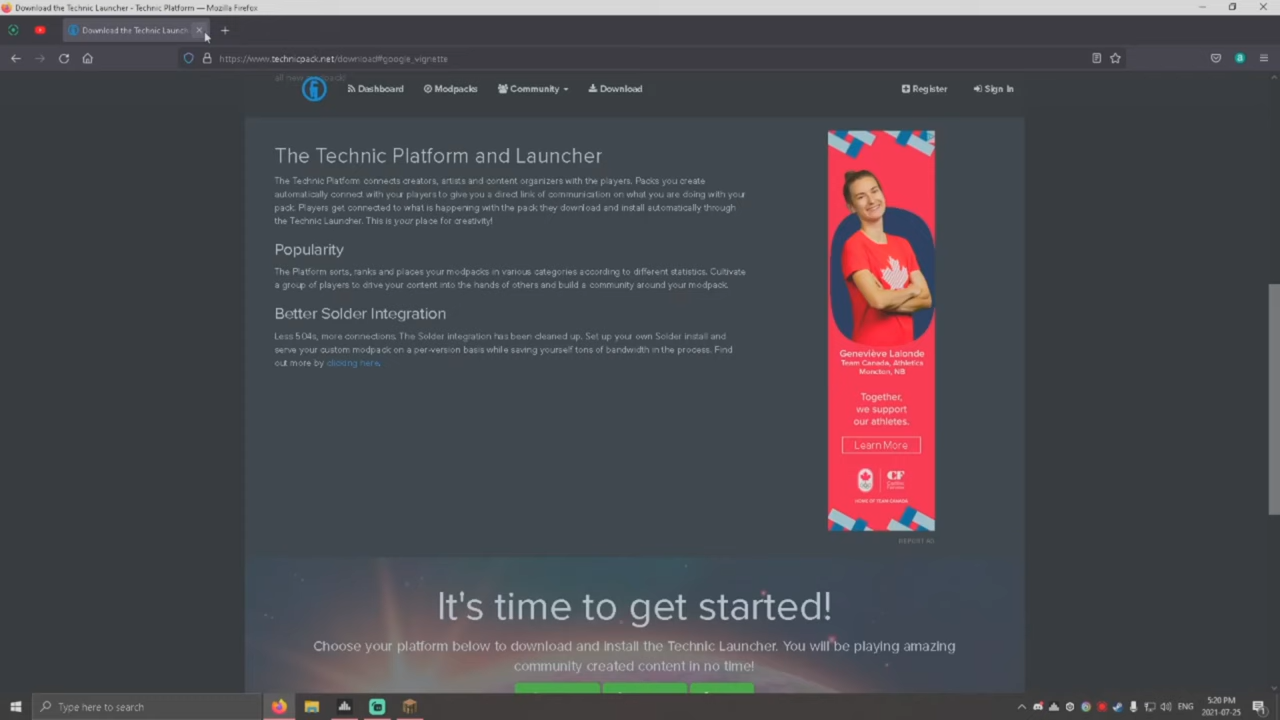 Download the Technic Launcher - Technic Platform — Mozilla Firefox
Download the Technic Launch
https://www.technicpack.net/download#google_vignette
Dashboard
Modpacks
Community
Download
Register
Sign In
The Technic Platform and Launcher
The Technic Platform connects creators, artists and content organizers with the players. Packs you create
automatically connect with your players to give you a direct link of communication on what you are doing with your
pack. Players get connected to what is happening with the pack they download and install automatically through
the Technic Launcher. This is your place for creativity!
Popularity
The Platform sorts, ranks and places your modpacks in various categories according to different statistics. Cultivate
a group of players to drive your content into the hands of others and build a community around your modpack.
Better Solder Integration
Less 504s, more connections. The Solder integration has been cleaned up. Set up your own Solder install and
serve your custom modpack on a per-version basis while saving yourself tons of bandwidth in the process. Find
out more by clicking here.
Geneviève Lalonde
Team Canada, Athletics
Moncton, NB
Together,
we support
our athletes.
Learn More
CF
HOME OF TEAM CANADA
REPORT AD
It's time to get started!
Choose your platform below to download and install the Technic Launcher. You will be playing amazing
community created content in no time!
Type here to search
ENG
5:20 PM
2021-07-25